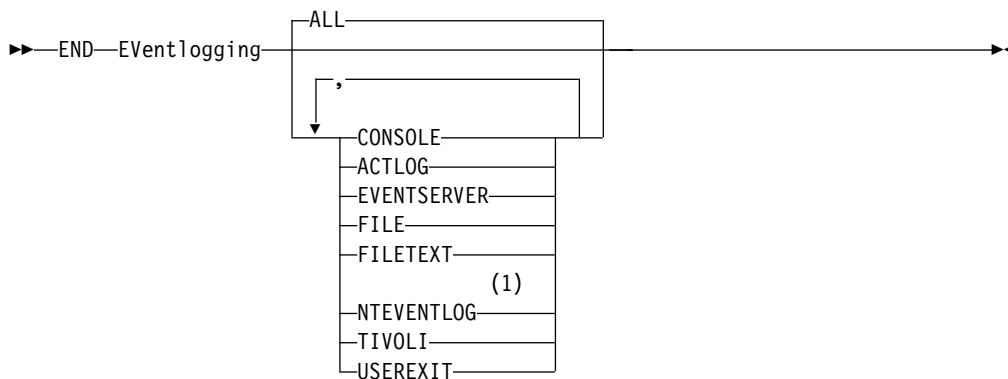 ALL
END EVentlogging
,
CONSOLE
ACTLOG
EVENTSERVER
FILE
FILETEXT
(1)
NTEVENTLOG
TIVOLI
USEREXIT